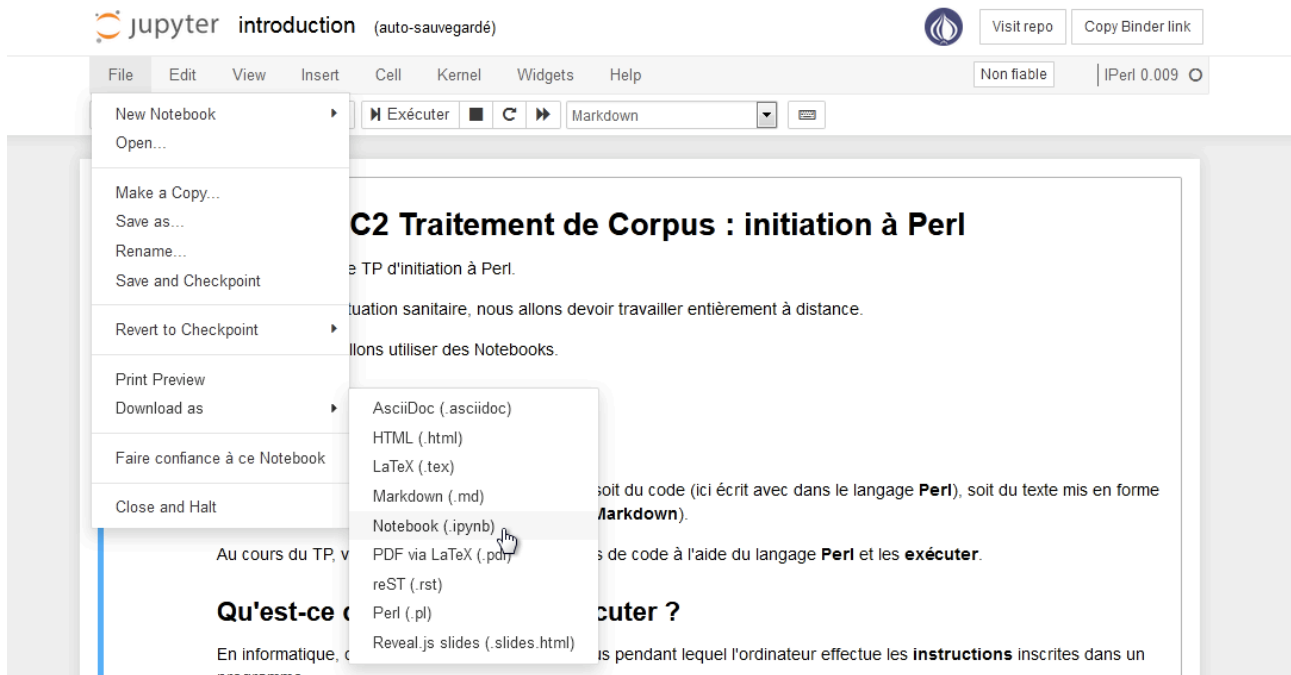 jupyter introduction (auto-sauvegardé) Visit repo Copy Binder link
File Edit View Insert Cell Kernel Widgets Help Non fiable IPerl 0.009
New Notebook
Exécuter Markdown
Open...
Make a Copy...
Save as...
C2 Traitement de Corpus : initiation à Perl
Rename...
e TP d'initiation à Perl.
Save and Checkpoint
tuation sanitaire, nous allons devoir travailler entièrement à distance.
Revert to Checkpoint
llons utiliser des Notebooks.
Print Preview
Download as
AsciiDoc (.asciidoc)
HTML (.html)
Faire confiance à ce Notebook
LaTeX (.tex)
Markdown (.md)
soit du code (ici écrit avec dans le langage Perl), soit du texte mis en forme
Close and Halt
Markdown).
Notebook (.ipynb)
Au cours du TP, v
PDF via LaTeX (.pdf)
s de code à l'aide du langage Perl et les exécuter.
reST (.rst)
Qu'est-ce
Perl (.pl)
cuter ?
Reveal.js slides (.slides.html)
En informatique,
us pendant lequel l'ordinateur effectue les instructions inscrites dans un